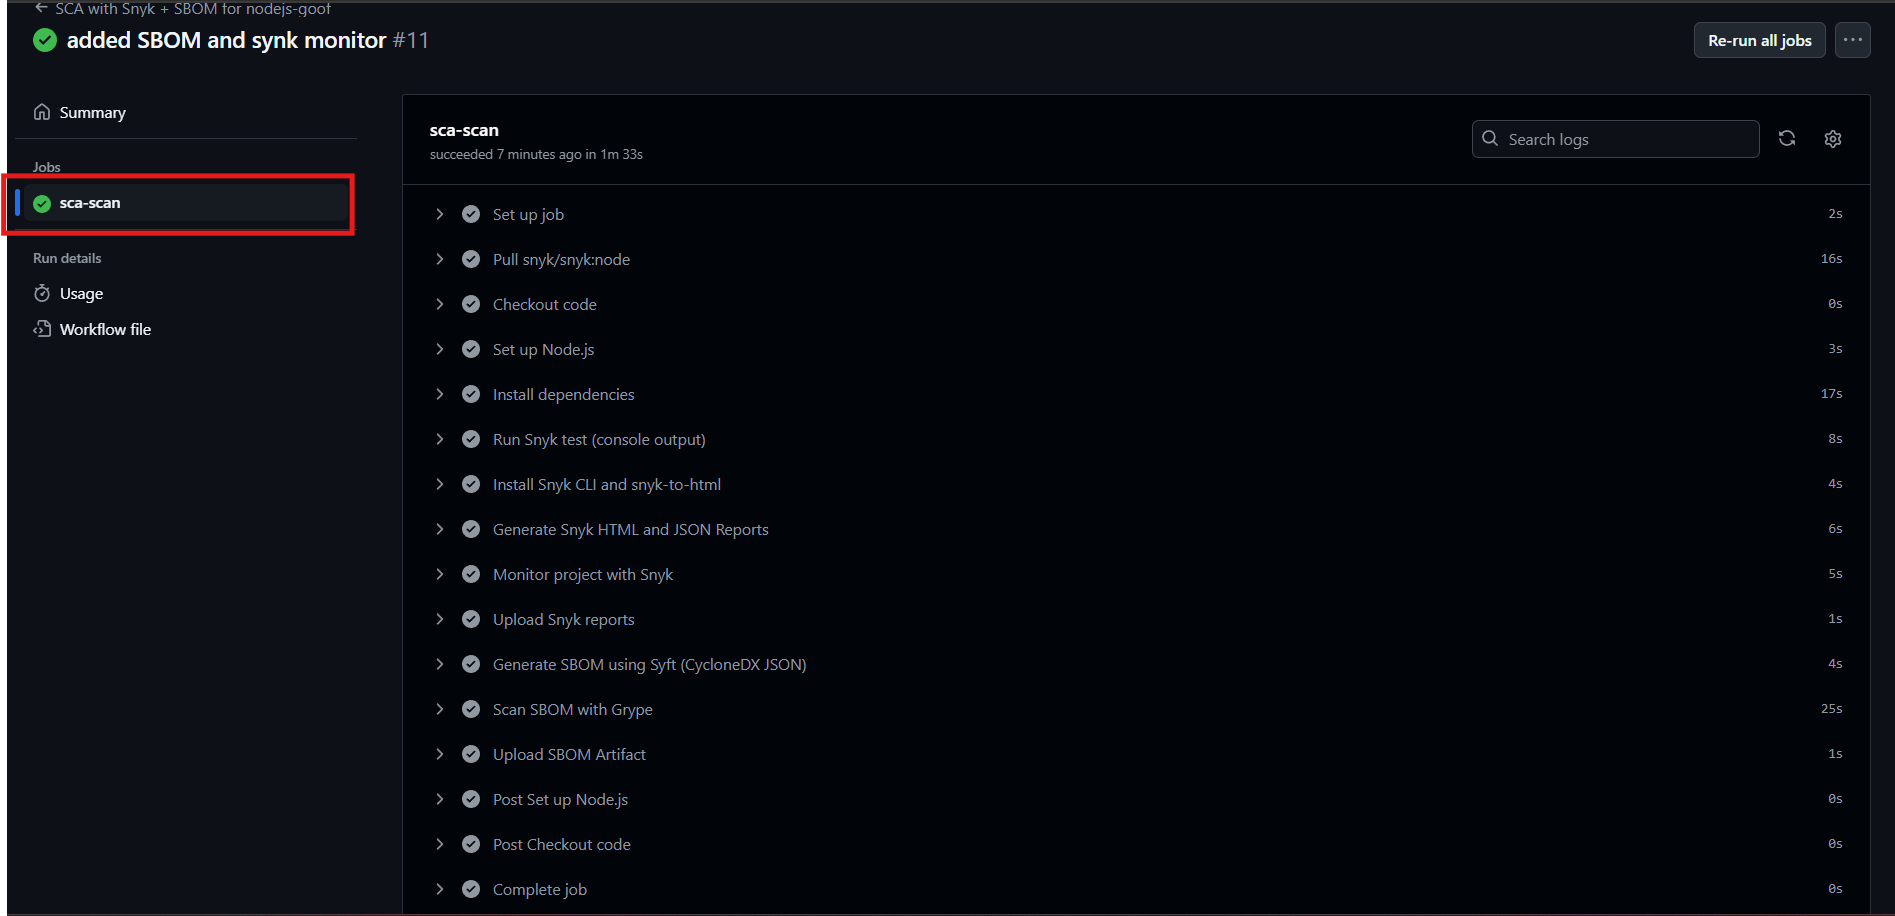 SCA with Snyk + SBOM for nodejs-goof
added SBOM and synk monitor #11
Re-run all jobs
Summary
Jobs
sca-scan
Run details
Usage
Workflow file
sca-scan
succeeded 7 minutes ago in 1m 33s
Search logs
Set up job 2s
Pull snyk/snyk:node 16s
Checkout code 0s
Set up Node.js 3s
Install dependencies 17s
Run Snyk test (console output) 8s
Install Snyk CLI and snyk-to-html 4s
Generate Snyk HTML and JSON Reports 6s
Monitor project with Snyk 5s
Upload Snyk reports 1s
Generate SBOM using Syft (CycloneDX JSON) 4s
Scan SBOM with Grype 25s
Upload SBOM Artifact 1s
Post Set up Node.js 0s
Post Checkout code 0s
Complete job 0s